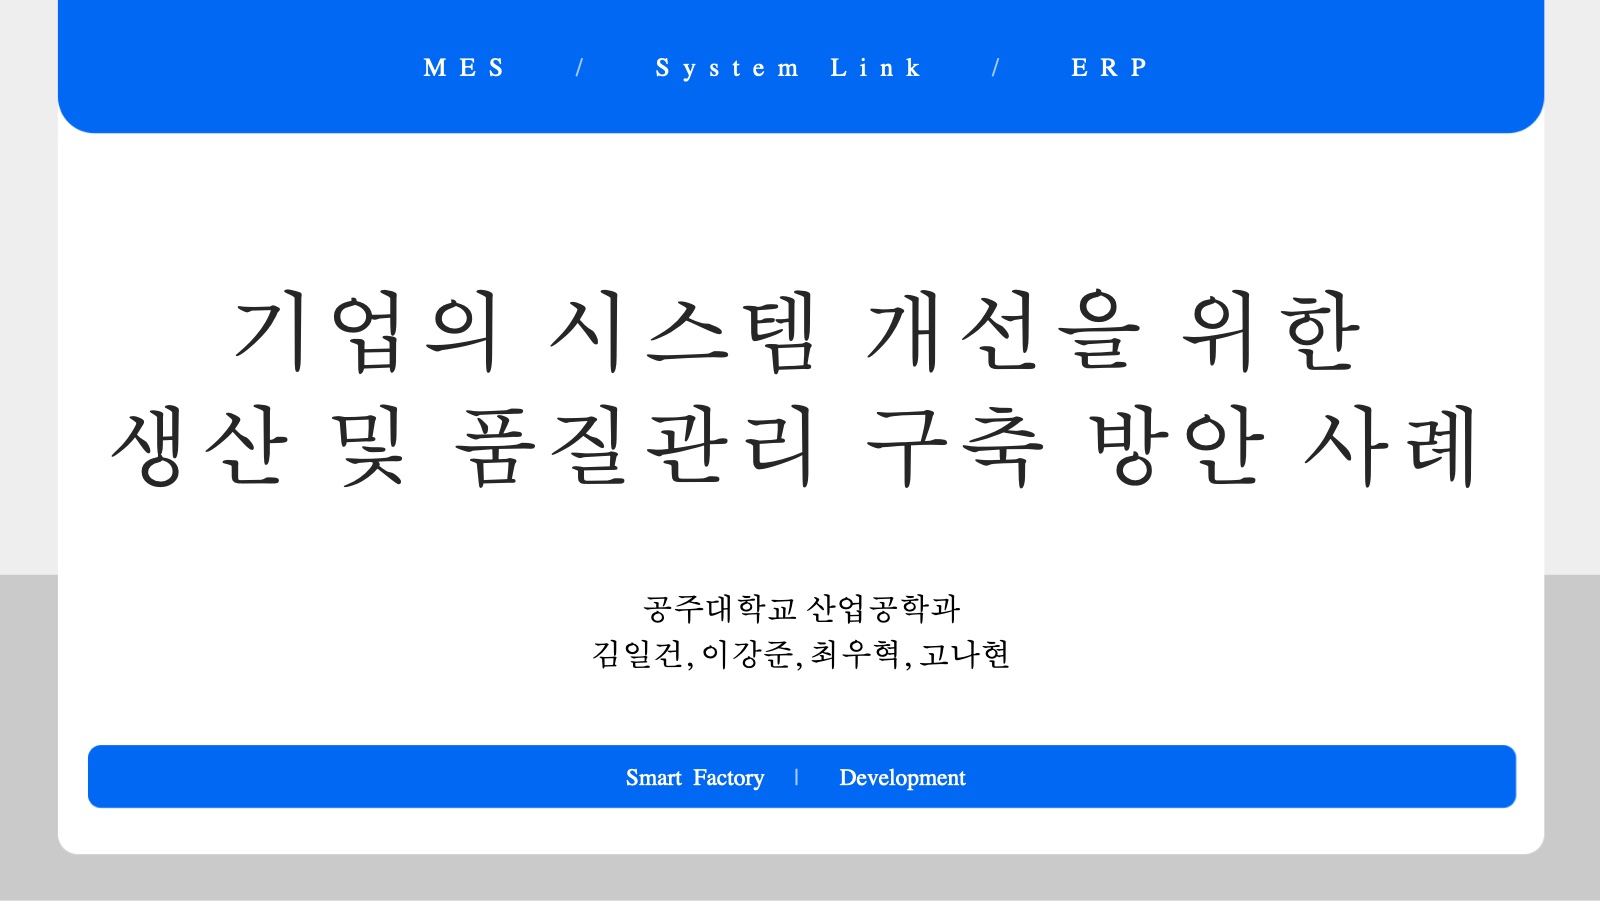 MES / System Link / ERP
기업의 시스템 개선을 위한
생산 및 품질관리 구축 방안 사례
공주대학교 산업공학과
김일건, 이강준, 최우혁, 고나현
Smart Factory | Development